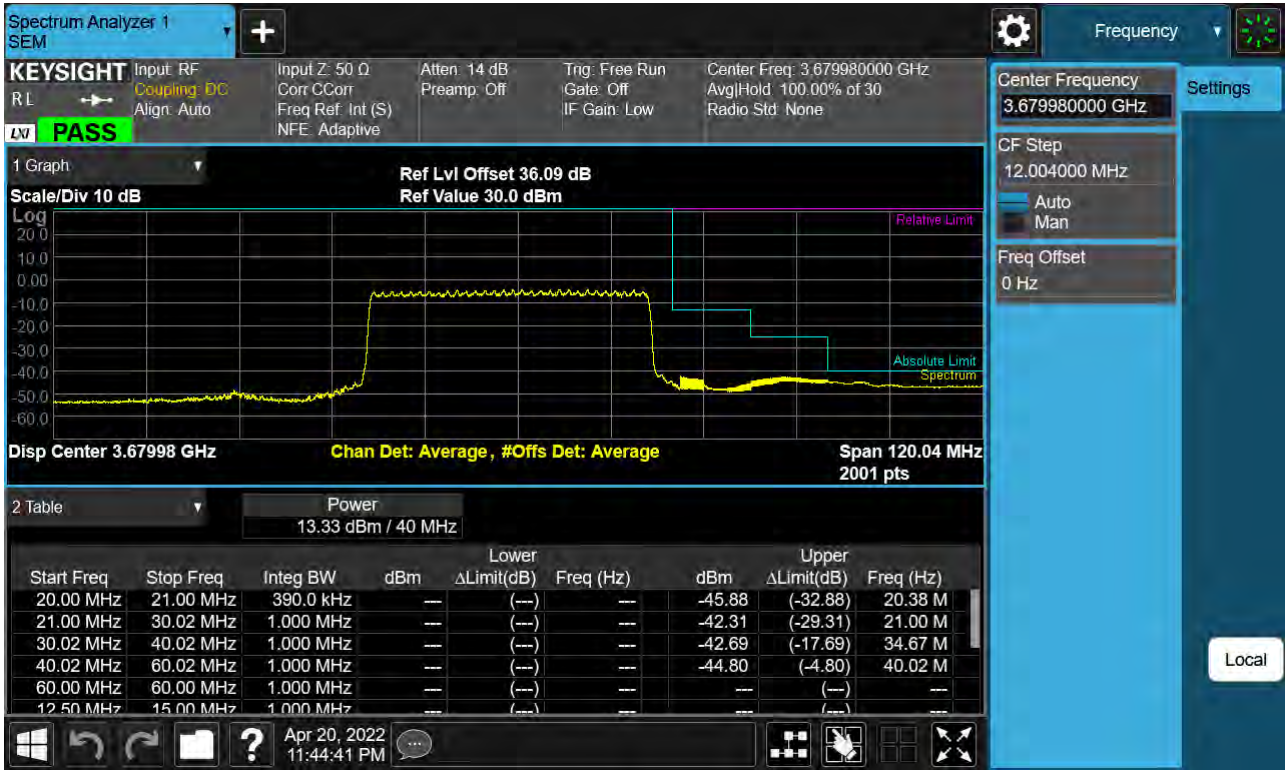 Spectrum Analyzer 1
SEM
+
Frequency
KEYSIGHT
RL
LXI PASS
Input: RF
Coupling: DC
Align: Auto
Input Z: 50 Ω
Corr CCorr
Freq Ref: Int (S)
NFE: Adaptive
Atten: 14 dB
Preamp: Off
Trig: Free Run
Gate: Off
IF Gain: Low
Center Freq: 3.679980000 GHz
Avg|Hold: 100.00% of 30
Radio Std: None
Center Frequency
3.679980000 GHz
Settings
CF Step
12.004000 MHz
Auto
Man
Freq Offset
0 Hz
Local
1 Graph
Scale/Div 10 dB
Ref Lvl Offset 36.09 dB
Ref Value 30.0 dBm
Log
20.0
10.0
0.00
-10.0
-20.0
-30.0
-40.0
-50.0
-60.0
Relative Limit
Absolute Limit
Spectrum
Disp Center 3.67998 GHz
Chan Det: Average, #Offs Det: Average
Span 120.04 MHz
2001 pts
2 Table
Power
13.33 dBm / 40 MHz
Lower Upper
Start Freq Stop Freq Integ BW dBm ΔLimit(dB) Freq (Hz) dBm ΔLimit(dB) Freq (Hz)
20.00 MHz 21.00 MHz 390.0 kHz --- (---) --- -45.88 (-32.88) 20.38 M
21.00 MHz 30.02 MHz 1.000 MHz --- (---) --- -42.31 (-29.31) 21.00 M
30.02 MHz 40.02 MHz 1.000 MHz --- (---) --- -42.69 (-17.69) 34.67 M
40.02 MHz 60.02 MHz 1.000 MHz --- (---) --- -44.80 (-4.80) 40.02 M
60.00 MHz 60.00 MHz 1.000 MHz --- (---) --- --- (---) ---
12.50 MHz 15.00 MHz 1.000 MHz --- (---) --- --- (---) ---
?
Apr 20, 2022
11:44:41 PM